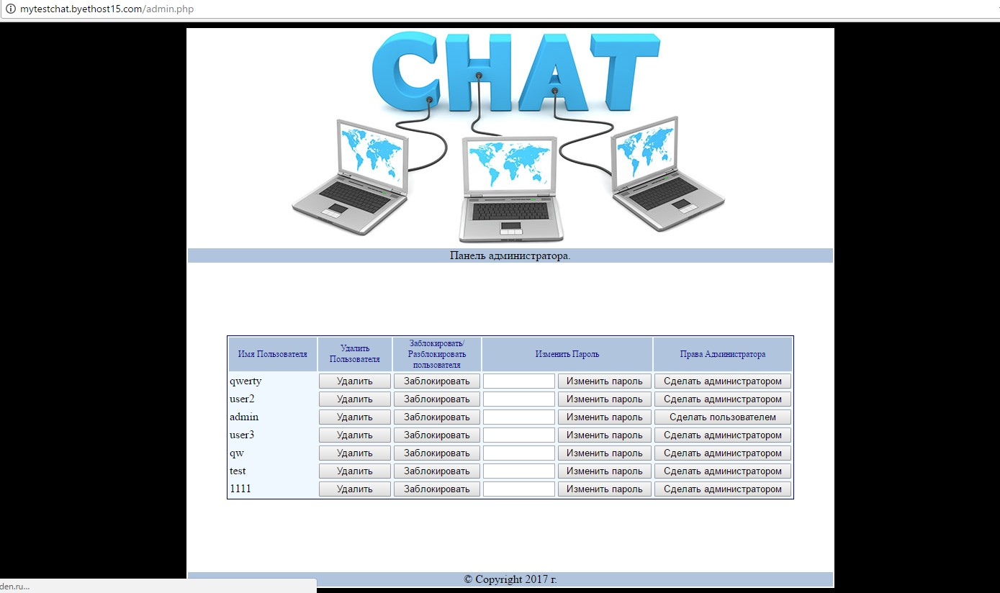 mytestchat.byethost15.com/admin.php
CHAT
Панель администратора.
Имя Пользователя
Удалить
Пользователя
Заблокировать/
Разблокировать
пользователя
Изменить Пароль
Права Администратора
qwerty Удалить Заблокировать Изменить пароль Сделать администратором
user2 Удалить Заблокировать Изменить пароль Сделать администратором
admin Удалить Заблокировать Изменить пароль Сделать пользователем
user3 Удалить Заблокировать Изменить пароль Сделать администратором
qw Удалить Заблокировать Изменить пароль Сделать администратором
test Удалить Заблокировать Изменить пароль Сделать администратором
1111 Удалить Заблокировать Изменить пароль Сделать администратором
© Copyright 2017 г.
den.ru...